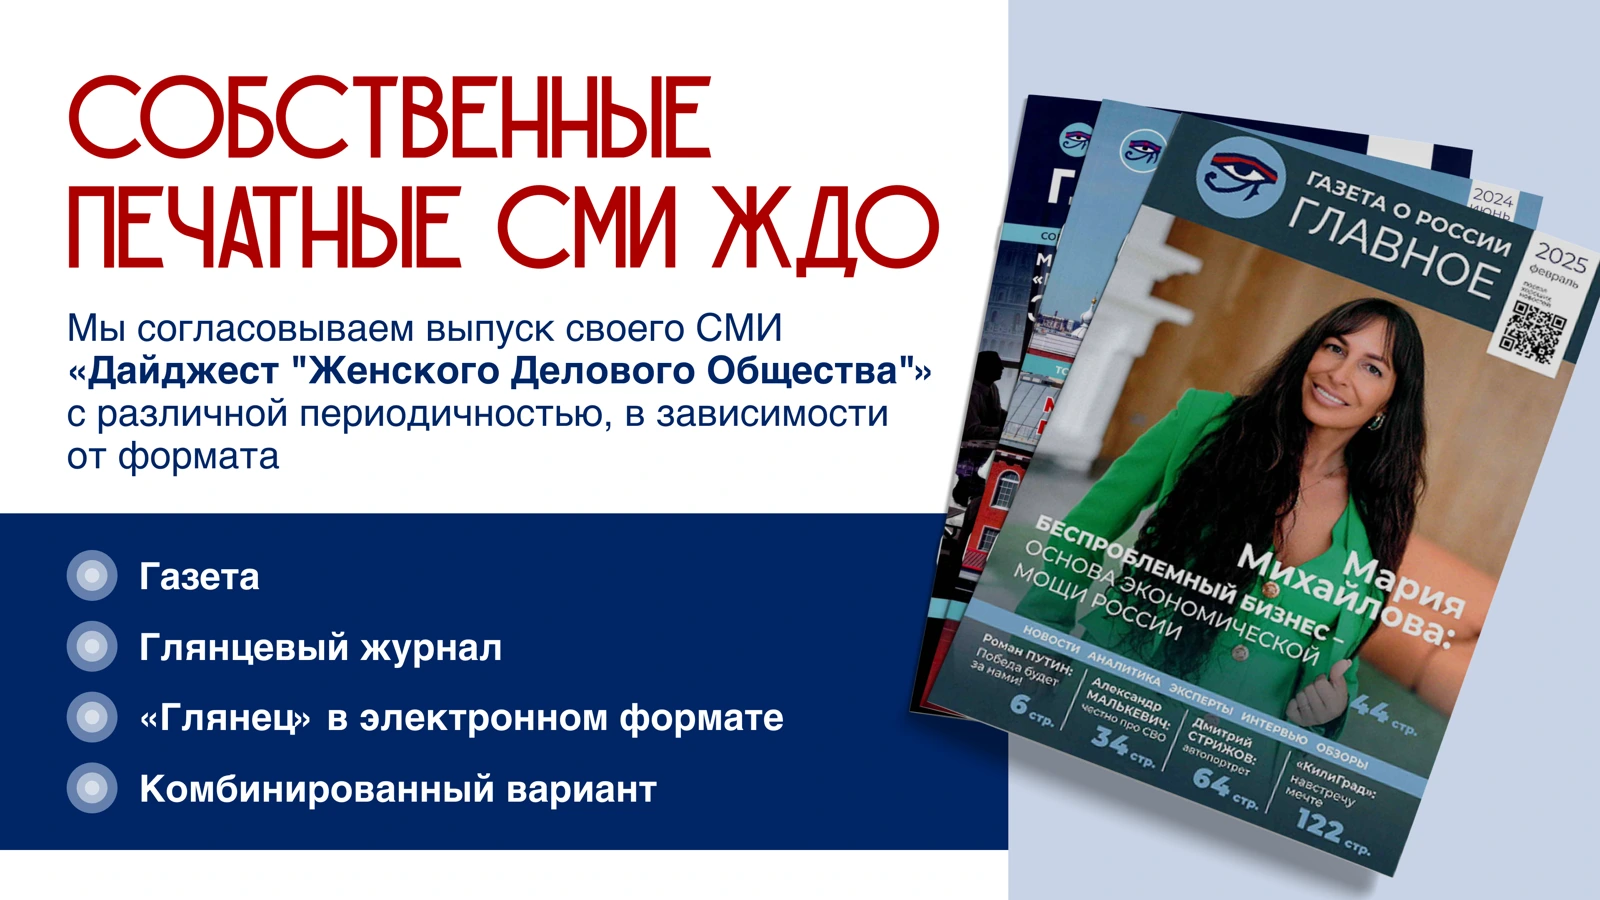 СОБСТВЕННЫЕ
ПЕЧАТНЫЕ СМИ ЖДО
Мы согласовываем выпуск своего СМИ
«Дайджест "Женского Делового Общества"»
с различной периодичностью, в зависимости
от формата
Газета
Глянцевый журнал
«Глянец» в электронном формате
Комбинированный вариант
2024
июнь
ГАЗЕТА О РОССИИ
ГЛАВНОЕ
2025
февраль
портал
хороших
новостей
Мария
Михайлова:
БЕСПРОБЛЕМНЫЙ БИЗНЕС –
ОСНОВА ЭКОНОМИЧЕСКОЙ
МОЩИ РОССИИ
44 стр.
НОВОСТИ АНАЛИТИКА ЭКСПЕРТЫ ИНТЕРВЬЮ ОБЗОРЫ
Роман ПУТИН:
Победа будет
за нами!
6 стр.
Александр
МАЛЬКЕВИЧ:
честно про СВО
34 стр.
Дмитрий
СТРИЖОВ:
автопортрет
64 стр.
«КилиГрад»:
навстречу
мечте
122 стр.